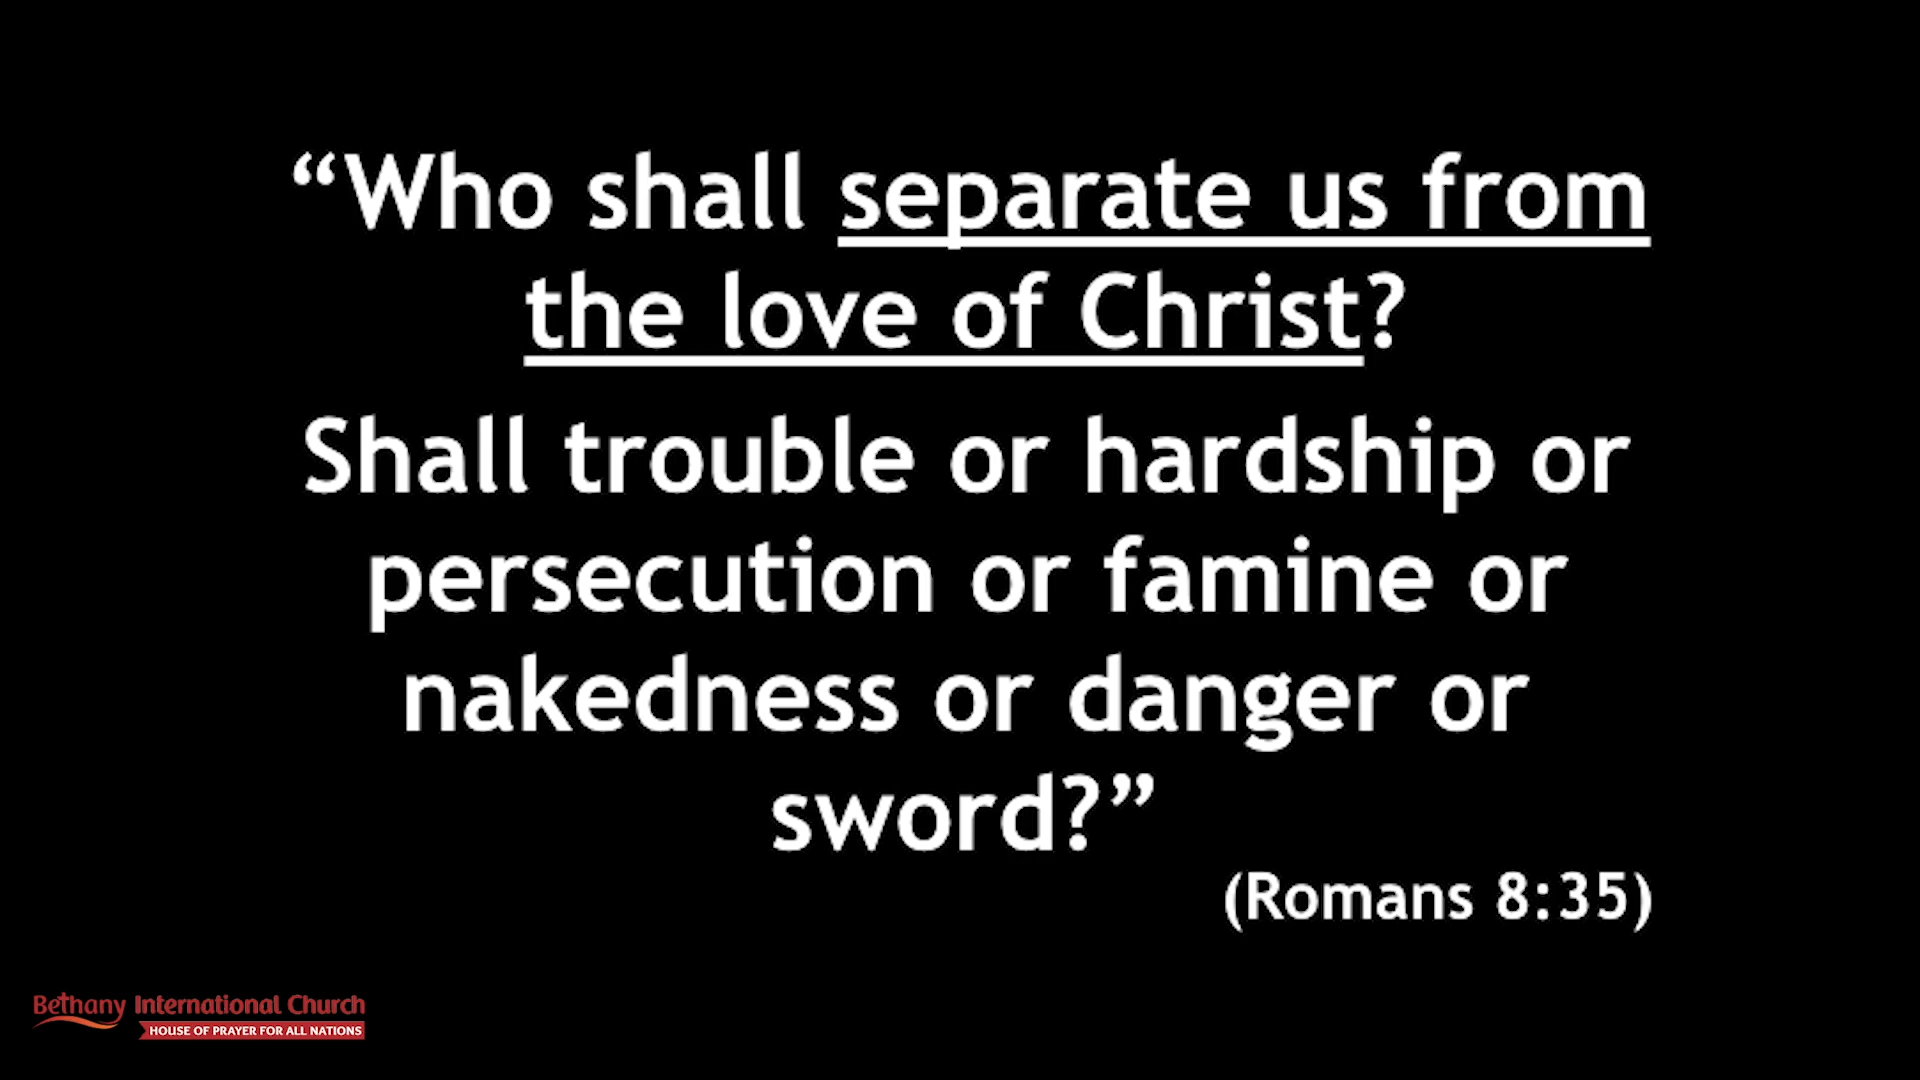 “Who shall separate us from
the love of Christ?
Shall trouble or hardship or
persecution or famine or
nakedness or danger or
sword?”
(Romans 8:35)
Bethany International Church
HOUSE OF PRAYER FOR ALL NATIONS